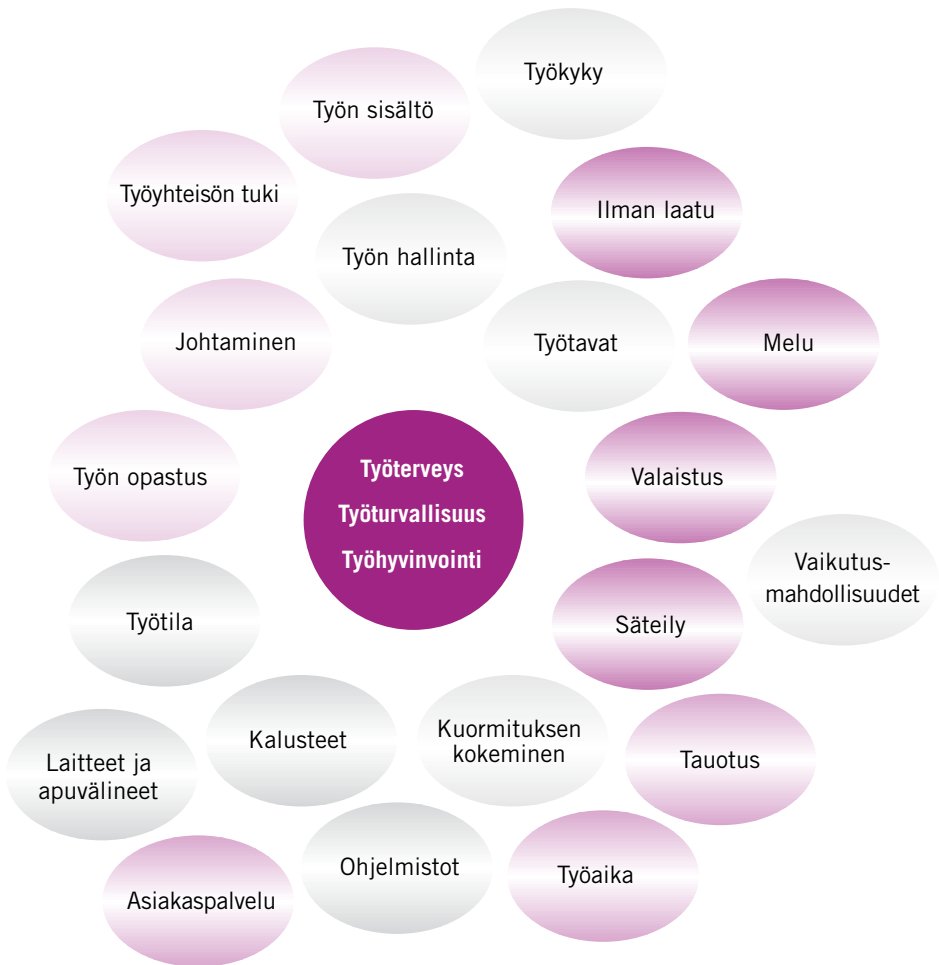 Työkyky
Työn sisältö
Työyhteisön tuki
Ilman laatu
Työn hallinta
Johtaminen
Työtavat
Melu
Työn opastus
Työterveys
Työturvallisuus
Työhyvinvointi
Valaistus
Vaikutus-
mahdollisuudet
Työtila
Säteily
Kalusteet
Kuormituksen
kokeminen
Laitteet ja
apuvälineet
Tauotus
Ohjelmistot
Työaika
Asiakaspalvelu